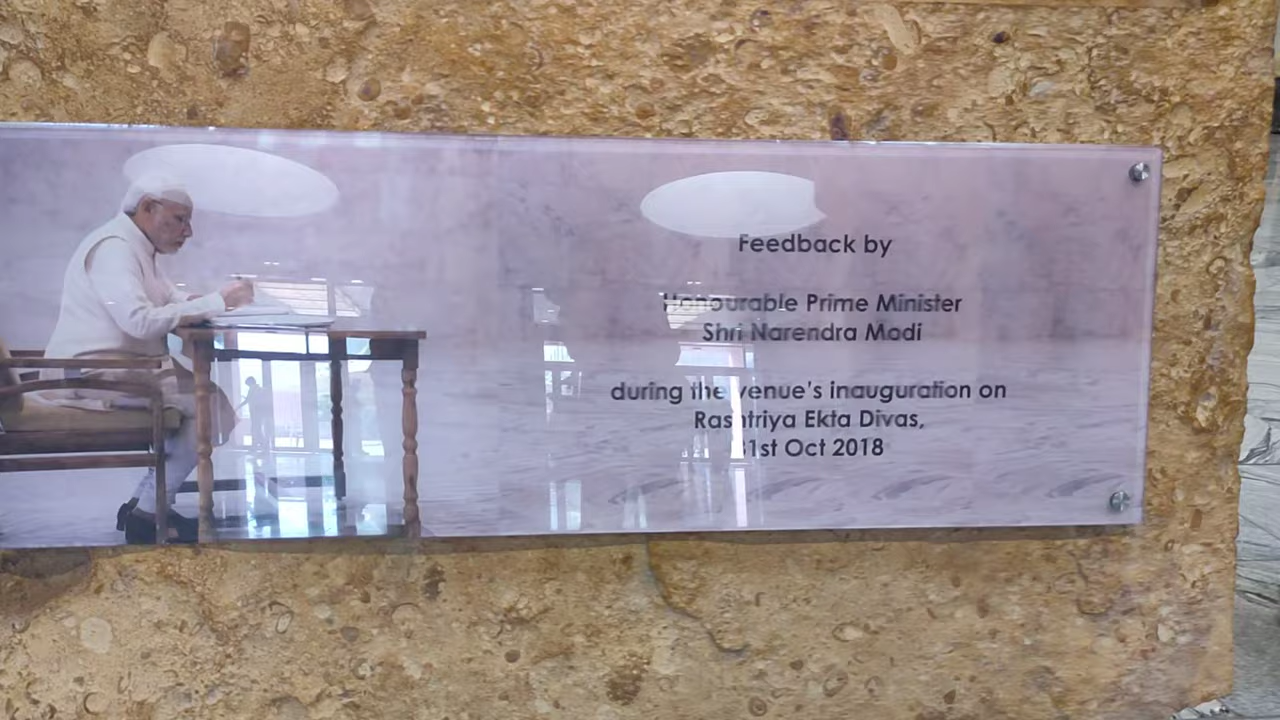 Feedback by
Honourable Prime Minister
Shri Narendra Modi
during the venue's inauguration on
Rashtriya Ekta Divas,
31st Oct 2018